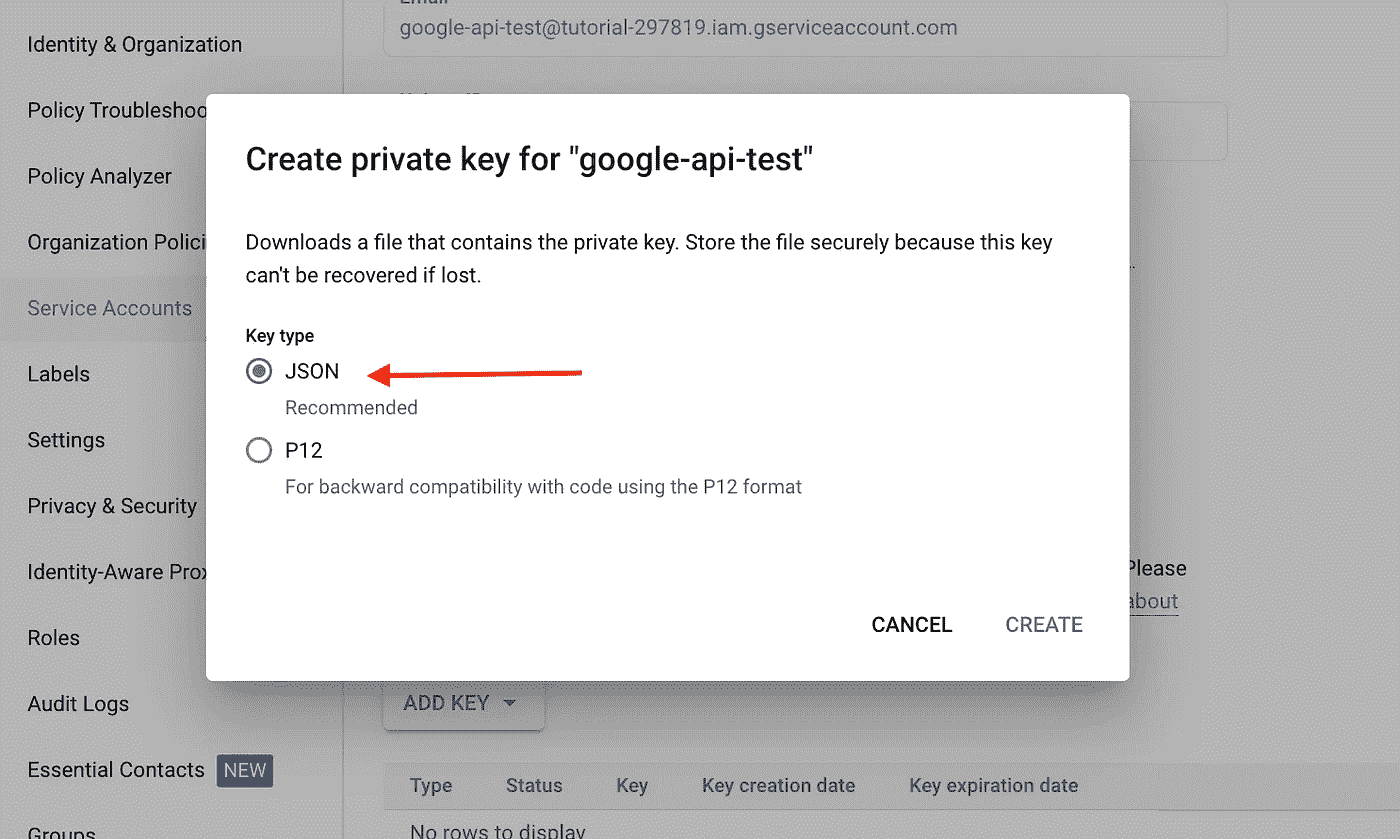 Email
google-api-test@tutorial-297819.iam.gserviceaccount.com
Identity & Organization
Policy Troubleshoo
Policy Analyzer
Organization Polici
Service Accounts
Labels
Settings
Privacy & Security
Identity-Aware Prox
Roles
Audit Logs
Essential Contacts NEW
Groups
Create private key for "google-api-test"
Downloads a file that contains the private key. Store the file securely because this key
can't be recovered if lost.
Key type
JSON
Recommended
P12
For backward compatibility with code using the P12 format
CANCEL CREATE
Please
about
ADD KEY
Type Status Key Key creation date Key expiration date
No rows to display